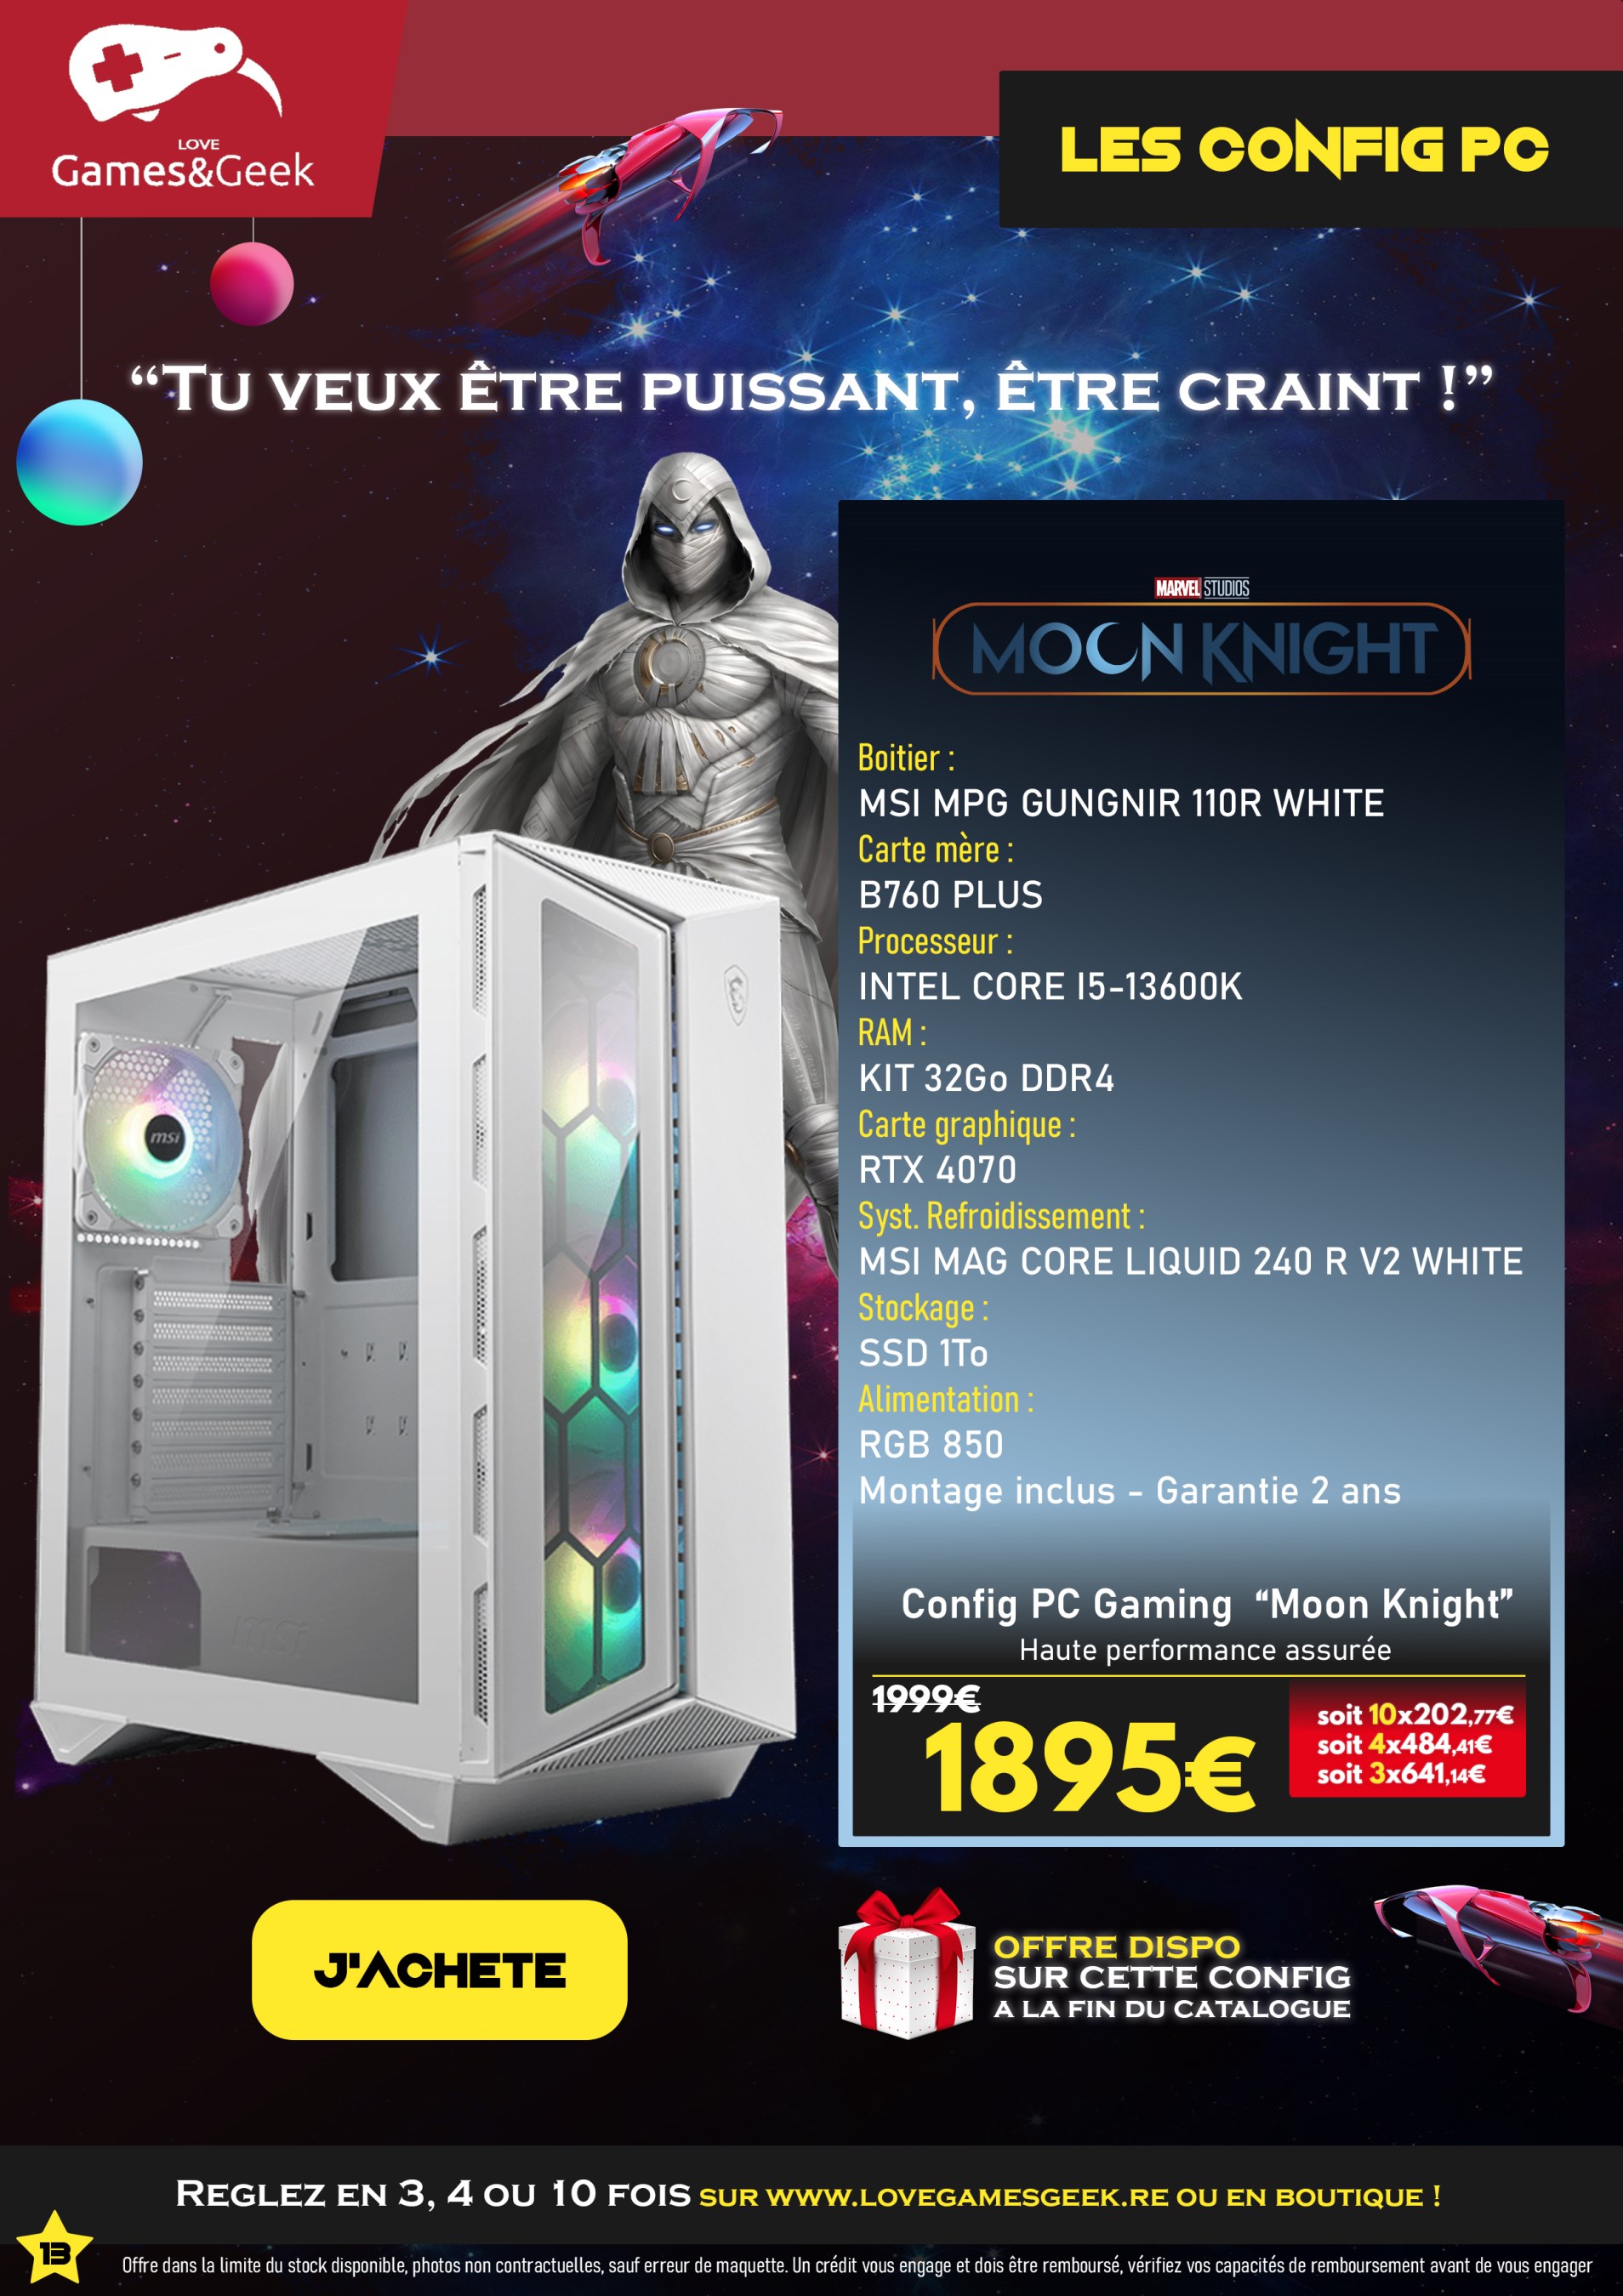 LOVE
Games&Geek
LES CONFIG PC
“TU VEUX ÊTRE PUISSANT, ÊTRE CRAINT !”
MARVEL STUDIOS
MOON KNIGHT
Boitier :
MSI MPG GUNGNIR 110R WHITE
Carte mère :
B760 PLUS
Processeur :
INTEL CORE I5-13600K
RAM :
KIT 32Go DDR4
Carte graphique :
RTX 4070
Syst. Refroidissement :
MSI MAG CORE LIQUID 240 R V2 WHITE
Stockage :
SSD 1To
Alimentation :
RGB 850
Montage inclus - Garantie 2 ans
msi
msi
Config PC Gaming “Moon Knight”
Haute performance assurée
1999€
1895€
soit 10x202,77€
soit 4x484,41€
soit 3x641,14€
J'ACHETE
OFFRE DISPO
SUR CETTE CONFIG
A LA FIN DU CATALOGUE
REGLEZ EN 3, 4 OU 10 FOIS SUR WWW.LOVEGAMESGEEK.RE OU EN BOUTIQUE !
13
Offre dans la limite du stock disponible, photos non contractuelles, sauf erreur de maquette. Un crédit vous engage et dois être remboursé, vérifiez vos capacités de remboursement avant de vous engager